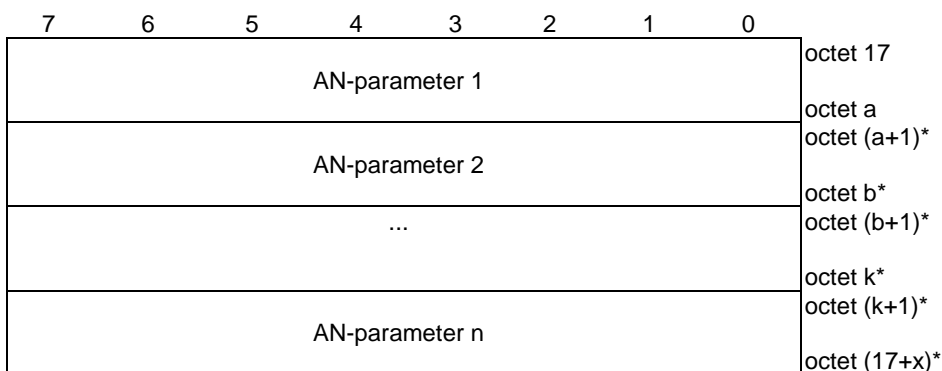 7 6 5 4 3 2 1 0
octet 17
AN-parameter 1
octet a
octet (a+1)*
AN-parameter 2
octet b*
... octet (b+1)*
octet k*
octet (k+1)*
AN-parameter n
octet (17+x)*